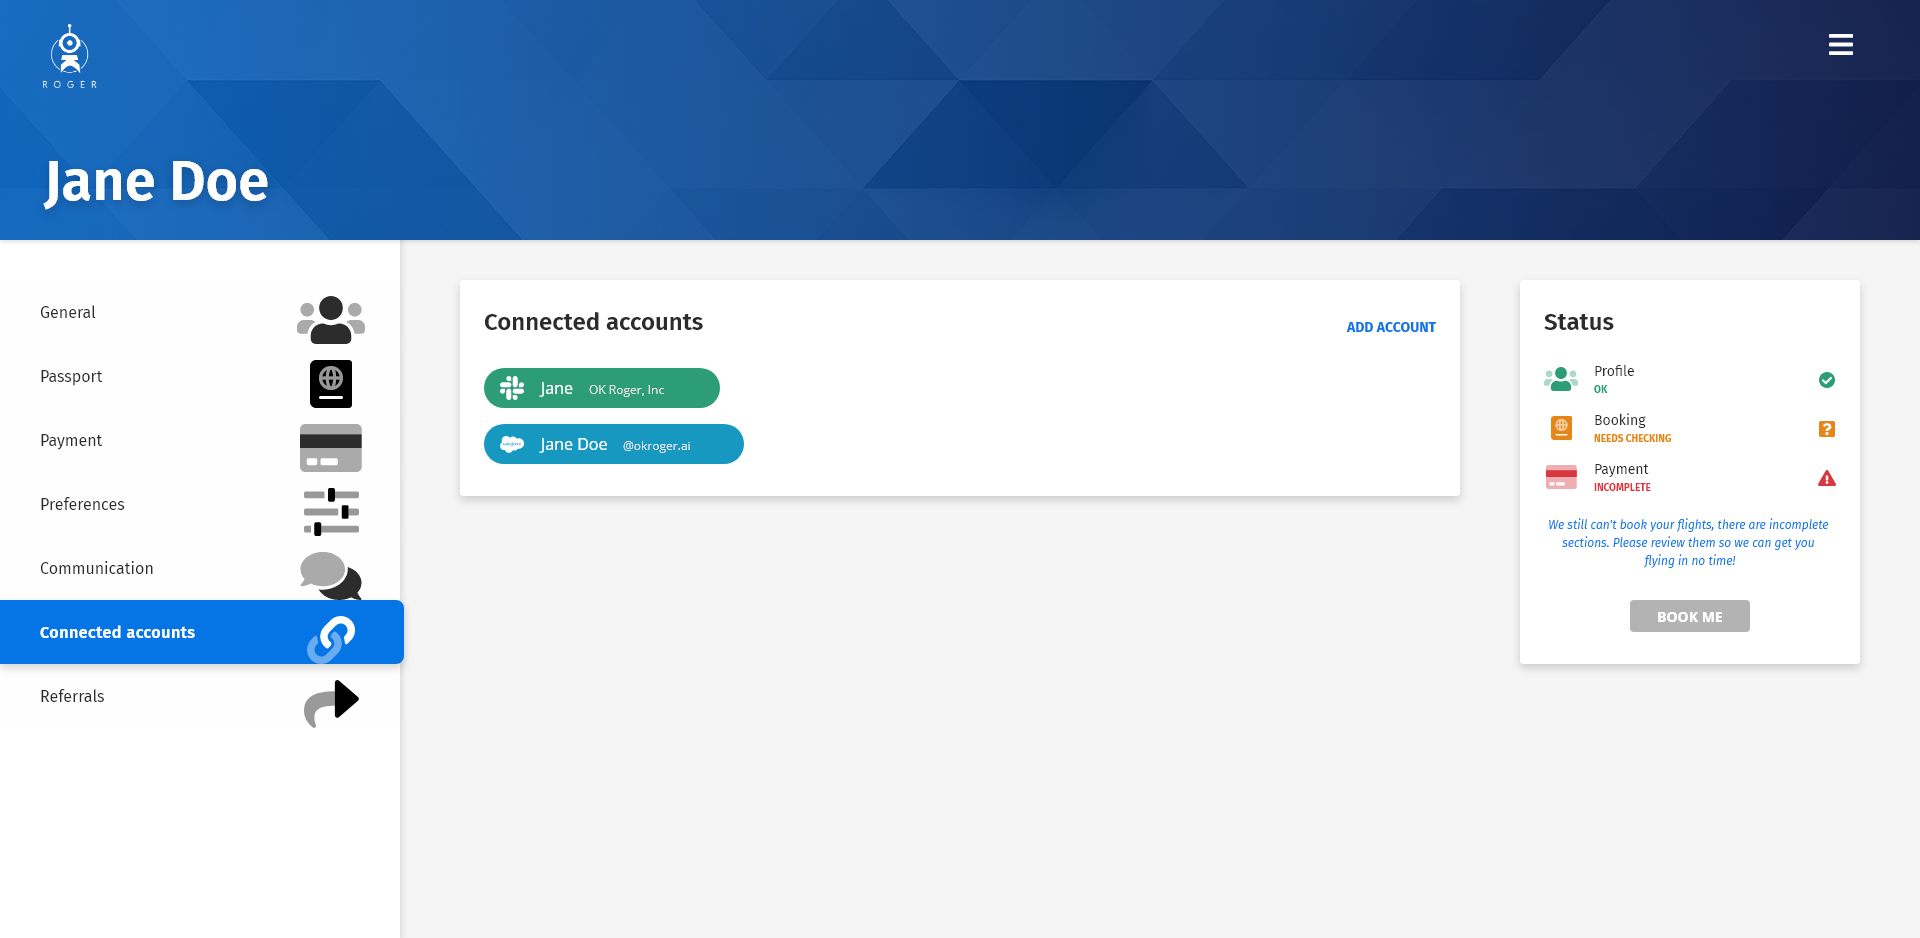 ROGER
Jane Doe
General
Passport
Payment
Preferences
Communication
Connected accounts
Referrals
Connected accounts
ADD ACCOUNT
Jane OK Roger, Inc
Jane Doe @okroger.ai
Status
Profile
OK
Booking
NEEDS CHECKING
Payment
INCOMPLETE
We still can't book your flights, there are incomplete
sections. Please review them so we can get you
flying in no time!
BOOK ME